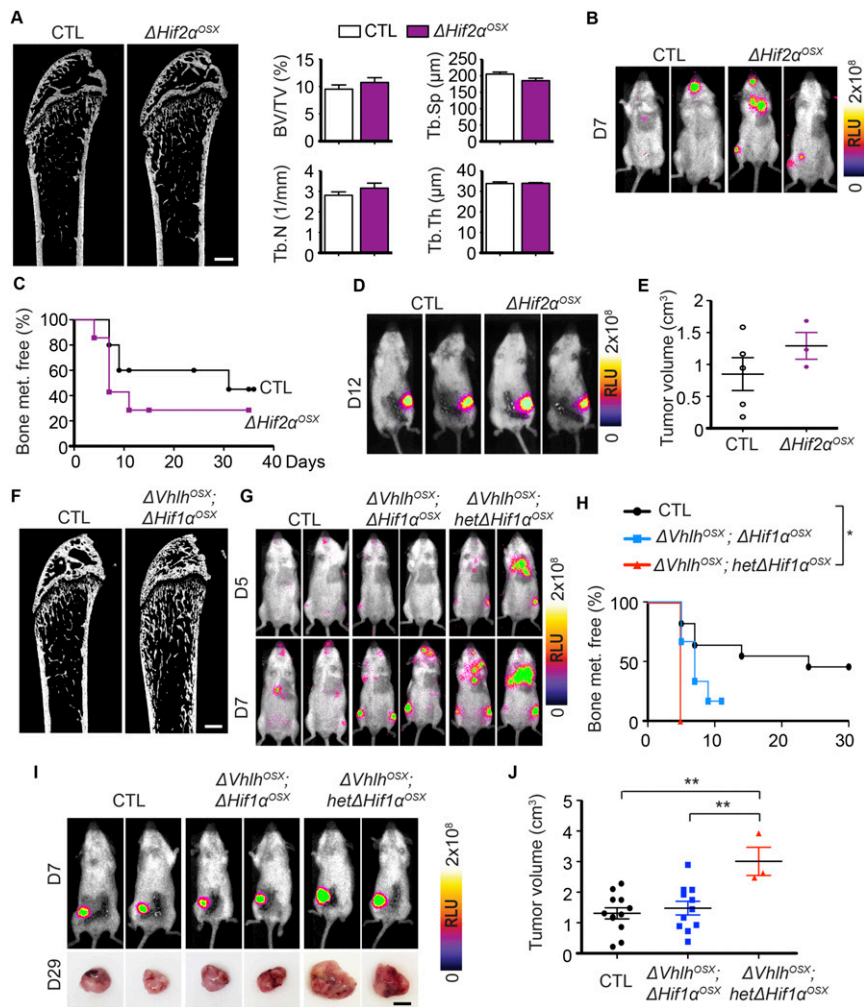 A
CTL
ΔHif2α^OSX
CTL
ΔHif2α^OSX
BV/TV (%)
15
10
5
0
Tb.Sp (μm)
250
200
150
100
50
0
Tb.N (1/mm)
4
3
2
1
0
Tb.Th (μm)
60
40
20
0
B
CTL
ΔHif2α^OSX
D7
0 RLU 2x10^8
C
Bone met. free (%)
100
80
60
40
20
0
CTL
ΔHif2α^OSX
0 10 20 30 40 Days
D
CTL
ΔHif2α^OSX
D12
0 RLU 2x10^8
E
Tumor volume (cm^3)
2
1.5
1
0.5
0
CTL
ΔHif2α^OSX
F
CTL
ΔVhlh^OSX;
ΔHif1α^OSX
G
CTL
ΔVhlh^OSX;
ΔHif1α^OSX
ΔVhlh^OSX;
hetΔHif1α^OSX
D5
D7
0 RLU 2x10^8
H
CTL
ΔVhlh^OSX; ΔHif1α^OSX
ΔVhlh^OSX; hetΔHif1α^OSX
*
Bone met. free (%)
100
50
0
0 10 20 30
I
CTL
ΔVhlh^OSX;
ΔHif1α^OSX
ΔVhlh^OSX;
hetΔHif1α^OSX
D7
D29
0 RLU 2x10^8
J
**
**
Tumor volume (cm^3)
5
4
3
2
1
0
CTL
ΔVhlh^OSX;
ΔHif1α^OSX
ΔVhlh^OSX;
hetΔHif1α^OSX